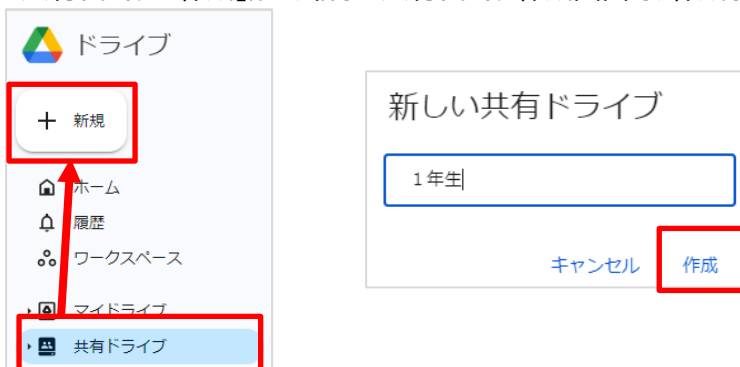 ドライブ
新規
ホーム
履歴
ワークスペース
マイドライブ
共有ドライブ
新しい共有ドライブ
1年生
キャンセル 作成